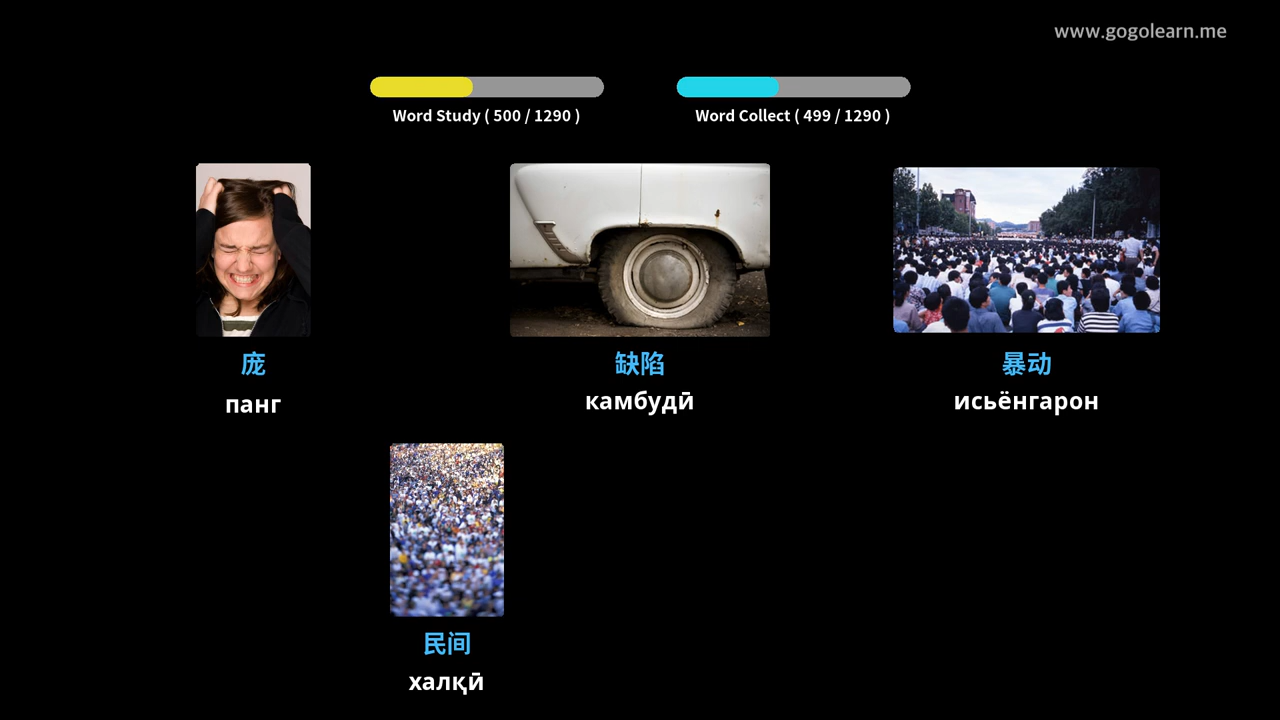 www.gogolearn.me
Word Study ( 500 / 1290 )
Word Collect ( 499 / 1290 )
庞
缺陷
暴动
панг
камбудӣ
исьёнгарон
民间
халқӣ